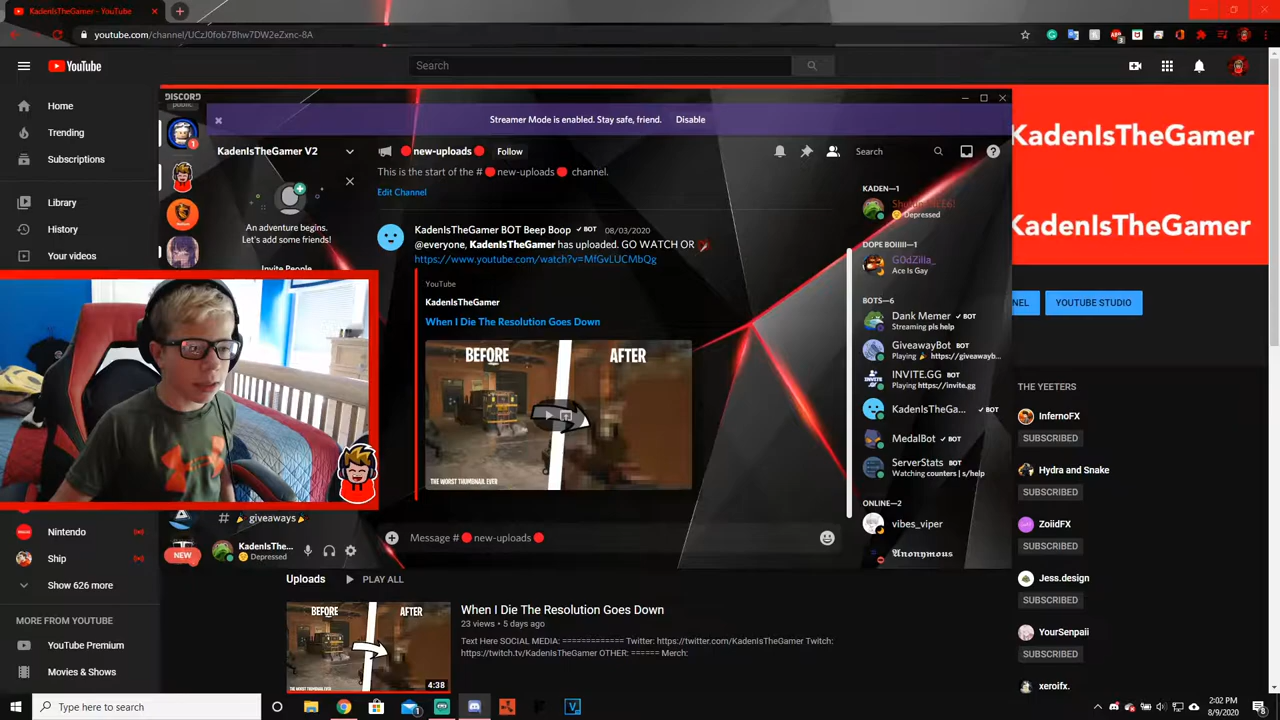 KadenIsTheGamer - YouTube
youtube.com/channel/UCzJ0fob7Bhw7DW2eZxnc-8A
YouTube
Search
DISCORD
Home
Trending
Subscriptions
Library
History
Your videos
Nintendo
Ship
Show 626 more
MORE FROM YOUTUBE
YouTube Premium
Movies & Shows
Streamer Mode is enabled. Stay safe, friend. Disable
KadenIsTheGamer V2
new-uploads Follow
Search
An adventure begins.
Let's add some friends!
Invite People
# giveaways
NEW
KadenIsThe...
Depressed
This is the start of the # new-uploads channel.
Edit Channel
KadenIsTheGamer BOT Beep Boop BOT 08/03/2020
@everyone, KadenIsTheGamer has uploaded. GO WATCH OR
https://www.youtube.com/watch?v=MfGvLUCMbQg
YouTube
KadenIsTheGamer
When I Die The Resolution Goes Down
BEFORE
AFTER
THE WORST THUMBNAIL EVER
Message # new-uploads
KADEN—1
Depressed
DOPE BOIIIII—1
G0dZilla_
Ace Is Gay
BOTS—6
Dank Memer BOT
Streaming pls help
GiveawayBot BOT
Playing https://giveawayb...
INVITE.GG BOT
Playing https://invite.gg
KadenIsTheGa... BOT
MedalBot BOT
ServerStats BOT
Watching counters | s/help
ONLINE—2
vibes_viper
𝕬𝖓𝖔𝖓𝖞𝖒𝖔𝖚𝖘
KadenIsTheGamer
KadenIsTheGamer
NEL
YOUTUBE STUDIO
THE YEETERS
InfernoFX
SUBSCRIBED
Hydra and Snake
SUBSCRIBED
ZoiidFX
SUBSCRIBED
Jess.design
SUBSCRIBED
YourSenpaii
SUBSCRIBED
xeroifx.
Uploads PLAY ALL
BEFORE
AFTER
4:38
When I Die The Resolution Goes Down
23 views • 5 days ago
Text Here SOCIAL MEDIA: ============= Twitter: https://twitter.com/KadenIsTheGamer Twitch:
https://twitch.tv/KadenIsTheGamer OTHER: ====== Merch:
Type here to search
2:02 PM
8/9/2020